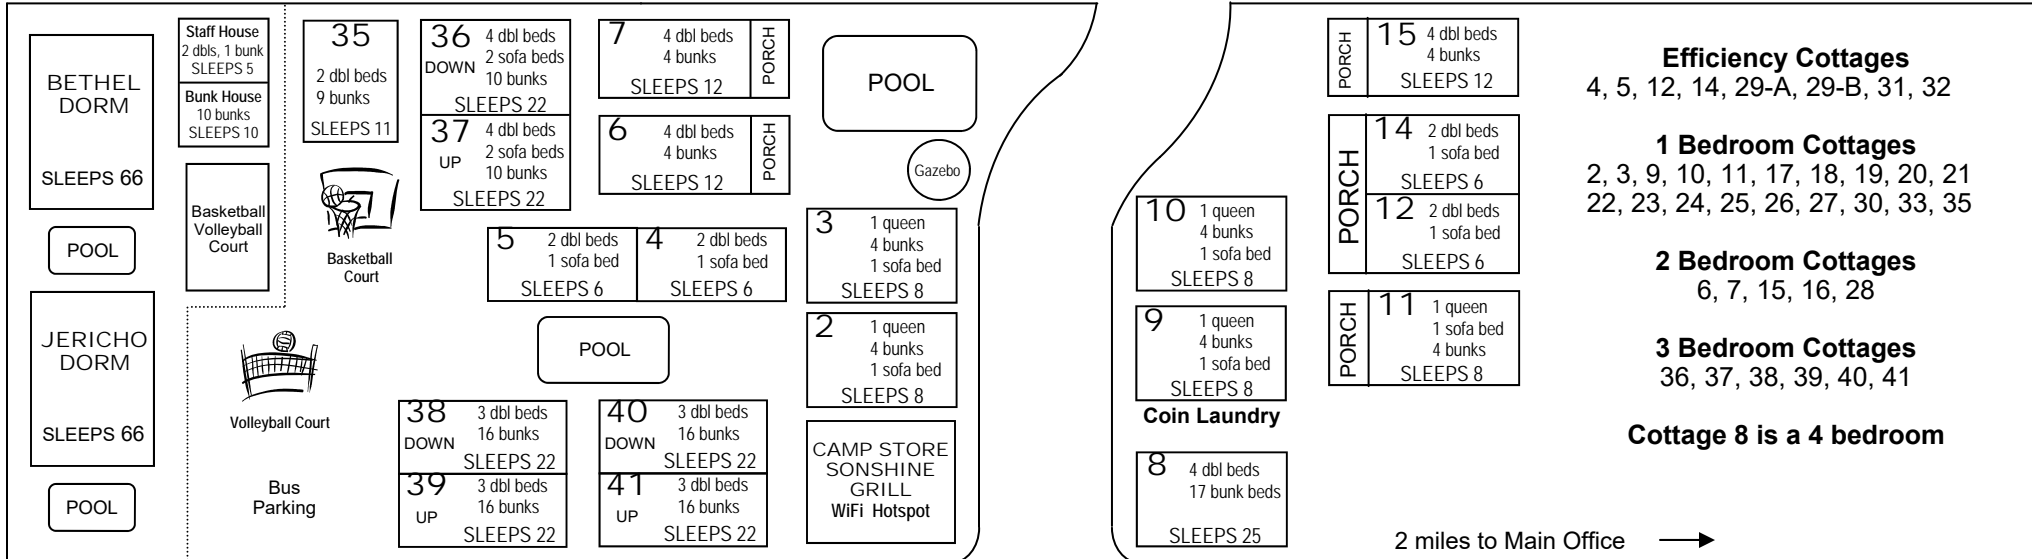 BETHEL
DORM
SLEEPS 66
POOL
JERICHO
DORM
SLEEPS 66
POOL
Staff House
2 dbls, 1 bunk
SLEEPS 5
Bunk House
10 bunks
SLEEPS 10
Basketball
Volleyball
Court
35
2 dbl beds
9 bunks
SLEEPS 11
Basketball
Court
Volleyball Court
Bus
Parking
36 4 dbl beds
DOWN 2 sofa beds
10 bunks
SLEEPS 22
37 4 dbl beds
UP 2 sofa beds
10 bunks
SLEEPS 22
7 4 dbl beds
4 bunks
SLEEPS 12
PORCH
6 4 dbl beds
4 bunks
SLEEPS 12
PORCH
5 2 dbl beds
1 sofa bed
SLEEPS 6
4 2 dbl beds
1 sofa bed
SLEEPS 6
POOL
38 3 dbl beds
DOWN 16 bunks
SLEEPS 22
39 3 dbl beds
UP 16 bunks
SLEEPS 22
40 3 dbl beds
DOWN 16 bunks
SLEEPS 22
41 3 dbl beds
UP 16 bunks
SLEEPS 22
POOL
Gazebo
3 1 queen
4 bunks
1 sofa bed
SLEEPS 8
2 1 queen
4 bunks
1 sofa bed
SLEEPS 8
CAMP STORE
SONSHINE
GRILL
WiFi Hotspot
10 1 queen
4 bunks
1 sofa bed
SLEEPS 8
9 1 queen
4 bunks
1 sofa bed
SLEEPS 8
Coin Laundry
8 4 dbl beds
17 bunk beds
SLEEPS 25
PORCH
15 4 dbl beds
4 bunks
SLEEPS 12
PORCH
14 2 dbl beds
1 sofa bed
SLEEPS 6
12 2 dbl beds
1 sofa bed
SLEEPS 6
PORCH
11 1 queen
1 sofa bed
4 bunks
SLEEPS 8
Efficiency Cottages
4, 5, 12, 14, 29-A, 29-B, 31, 32
1 Bedroom Cottages
2, 3, 9, 10, 11, 17, 18, 19, 20, 21
22, 23, 24, 25, 26, 27, 30, 33, 35
2 Bedroom Cottages
6, 7, 15, 16, 28
3 Bedroom Cottages
36, 37, 38, 39, 40, 41
Cottage 8 is a 4 bedroom
2 miles to Main Office